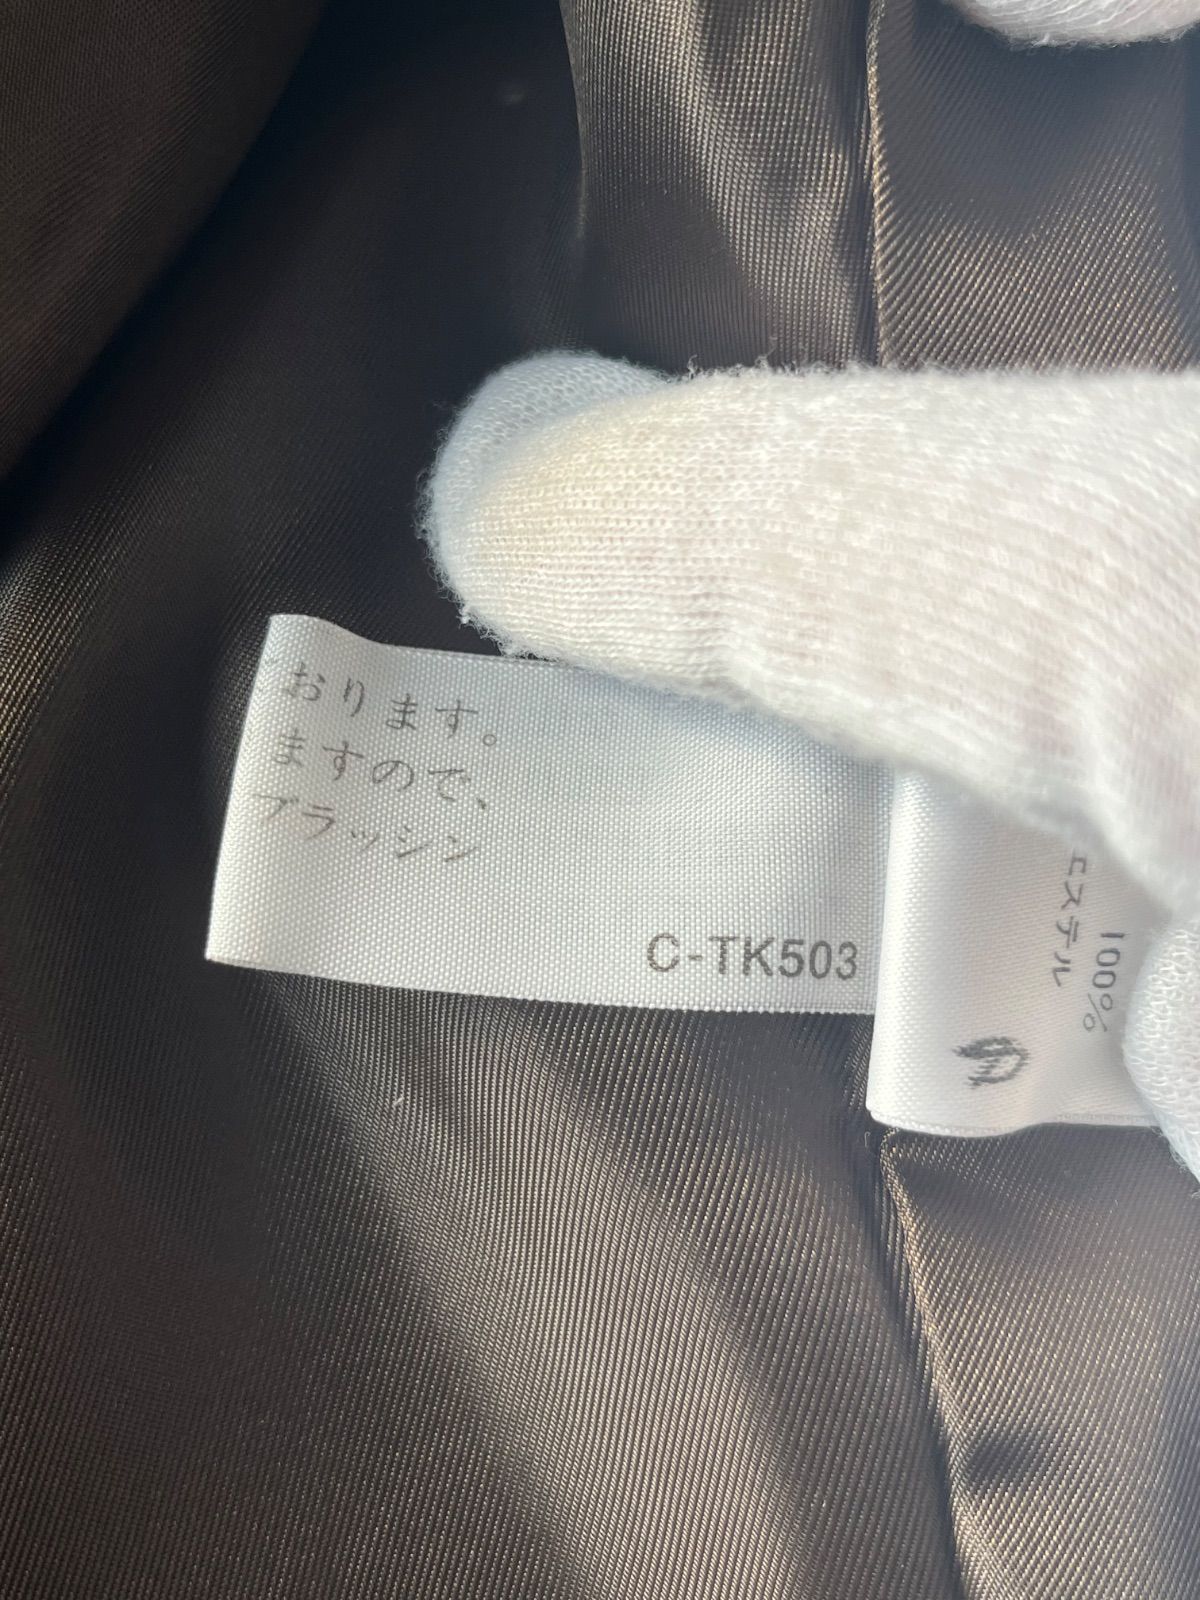 おります。
ますので、
ブラッシン
C-TK503
エステル
100%